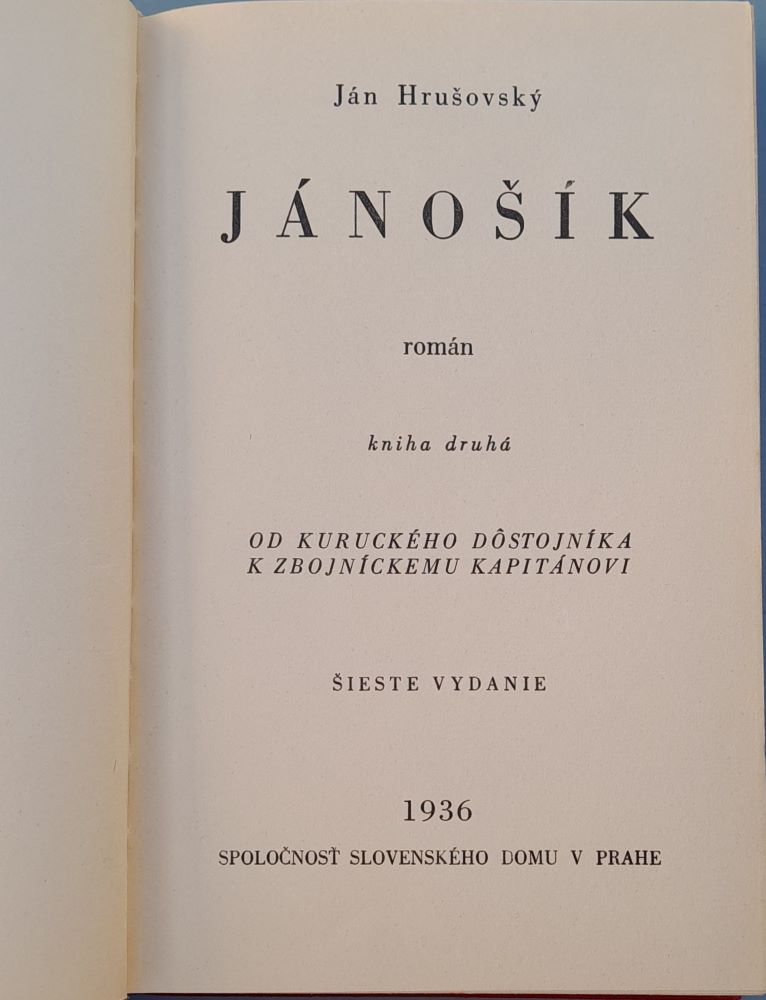 Ján Hrušovský
JÁNOŠÍK
román
kniha druhá
OD KURUCKÉHO DÔSTOJNÍKA
K ZBOJNÍCKEMU KAPITÁNOVI
ŠIESTE VYDANIE
1936
SPOLOČNOSŤ SLOVENSKÉHO DOMU V PRAHE